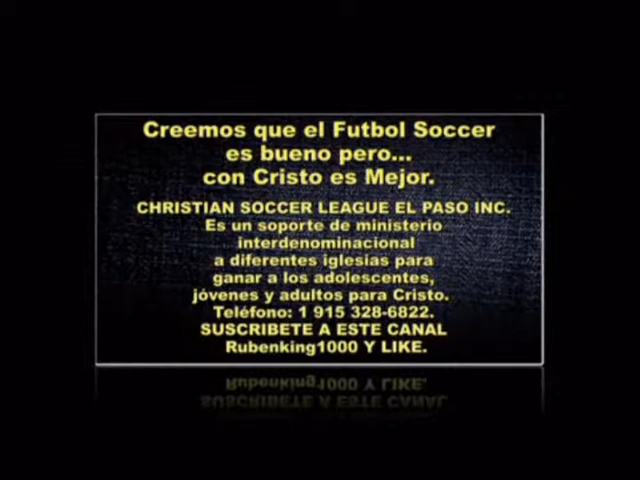 Creemos que el Futbol Soccer
es bueno pero...
con Cristo es Mejor.
CHRISTIAN SOCCER LEAGUE EL PASO INC.
Es un soporte de ministerio
interdenominacional
a diferentes iglesias para
ganar a los adolescentes,
jóvenes y adultos para Cristo.
Teléfono: 1 915 328-6822.
SUSCRIBETE A ESTE CANAL
Rubenking1000 Y LIKE.